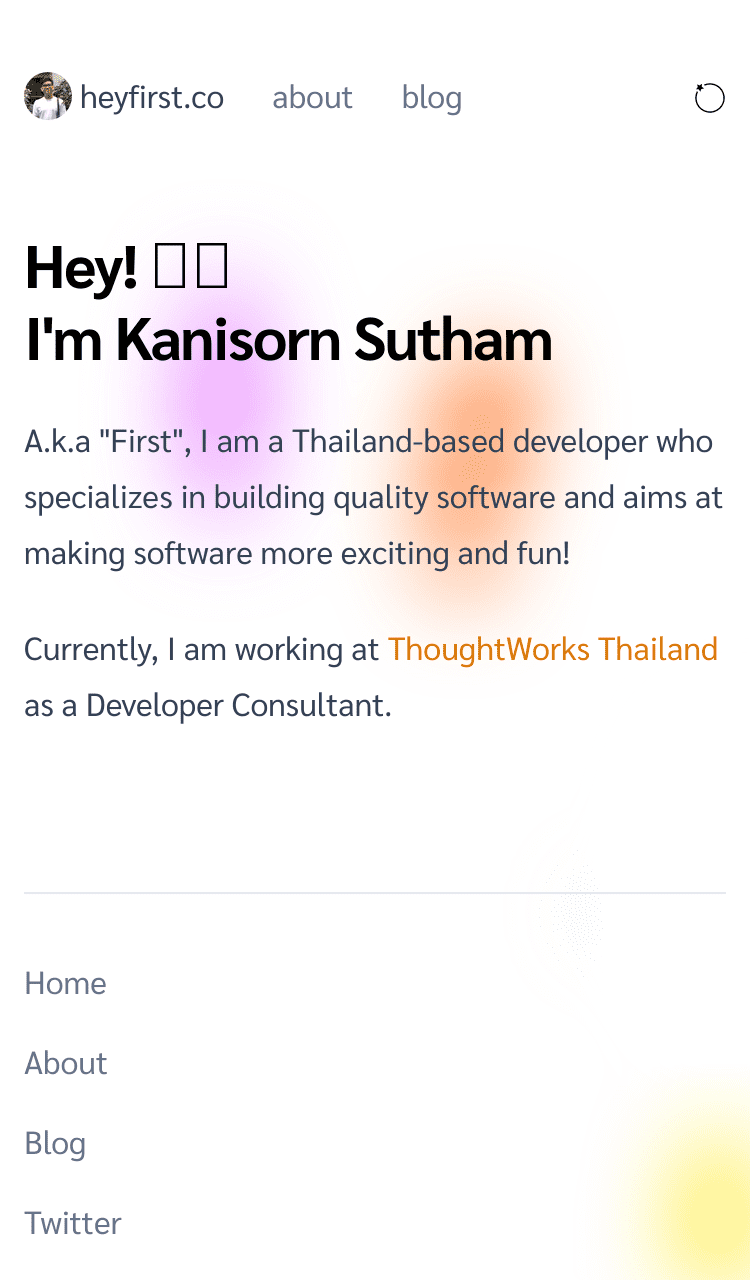 heyfirst.co about blog
Hey!
I'm Kanisorn Sutham
A.k.a "First", I am a Thailand-based developer who
specializes in building quality software and aims at
making software more exciting and fun!
Currently, I am working at ThoughtWorks Thailand
as a Developer Consultant.
Home
About
Blog
Twitter